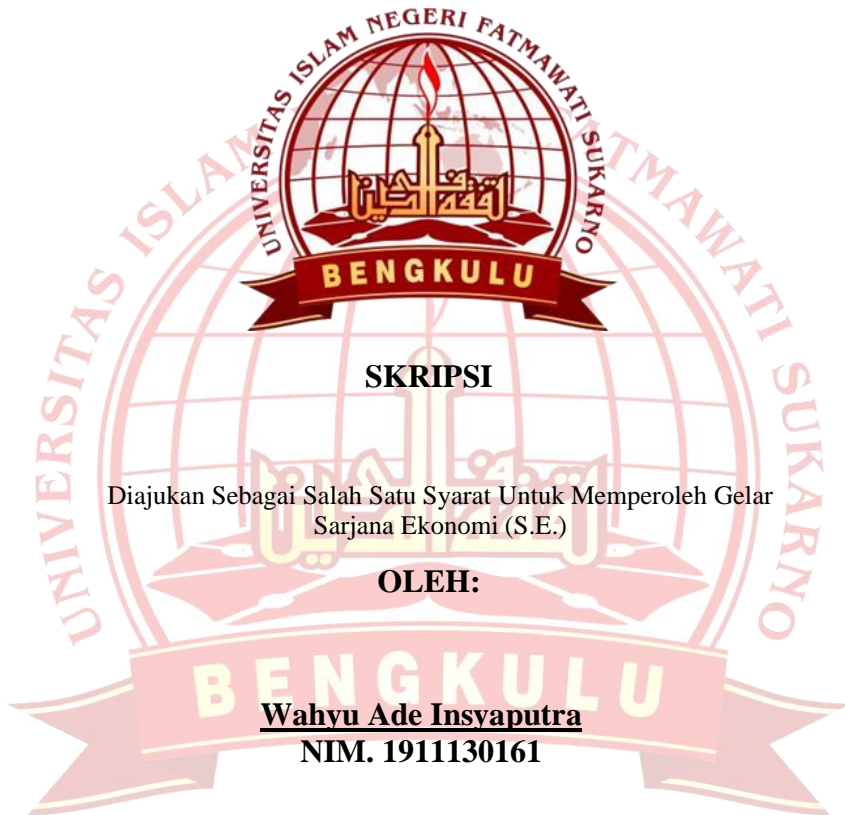 UNIVERSITAS ISLAM NEGERI FATMAWATI SUKARNO
BENGKULU
SKRIPSI
Diajukan Sebagai Salah Satu Syarat Untuk Memperoleh Gelar
Sarjana Ekonomi (S.E.)
OLEH:
BENGKULU
Wahyu Ade Insyaputra
NIM. 1911130161